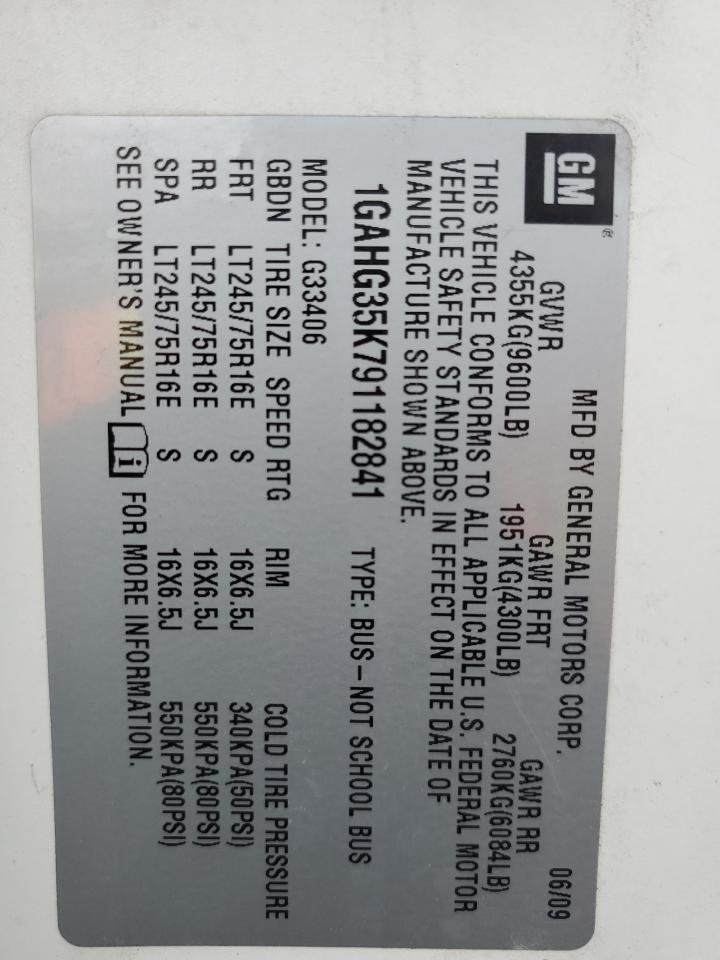 GM®
MFD BY GENERAL MOTORS CORP. 06/09
GVWR GAWR FRT GAWR RR
4355KG(9600LB) 1951KG(4300LB) 2760KG(6084LB)
THIS VEHICLE CONFORMS TO ALL APPLICABLE U.S. FEDERAL MOTOR
VEHICLE SAFETY STANDARDS IN EFFECT ON THE DATE OF
MANUFACTURE SHOWN ABOVE.
1GAHG35K791182841 TYPE: BUS–NOT SCHOOL BUS
MODEL: G33406
GBDN TIRE SIZE SPEED RTG RIM COLD TIRE PRESSURE
FRT LT245/75R16E S 16X6.5J 340KPA(50PSI)
RR LT245/75R16E S 16X6.5J 550KPA(80PSI)
SPA LT245/75R16E S 16X6.5J 550KPA(80PSI)
SEE OWNER'S MANUAL i FOR MORE INFORMATION.